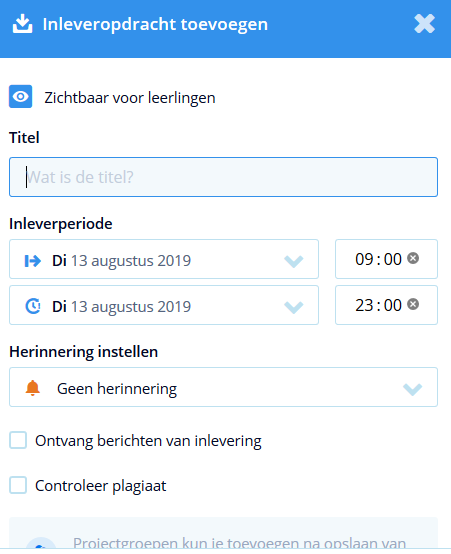 Inleveropdracht toevoegen
Zichtbaar voor leerlingen
Titel
Wat is de titel?
Inleverperiode
Di 13 augustus 2019 09:00
Di 13 augustus 2019 23:00
Herinnering instellen
Geen herinnering
Ontvang berichten van inlevering
Controleer plagiaat
Projectgroepen kun je toevoegen na opslaan van